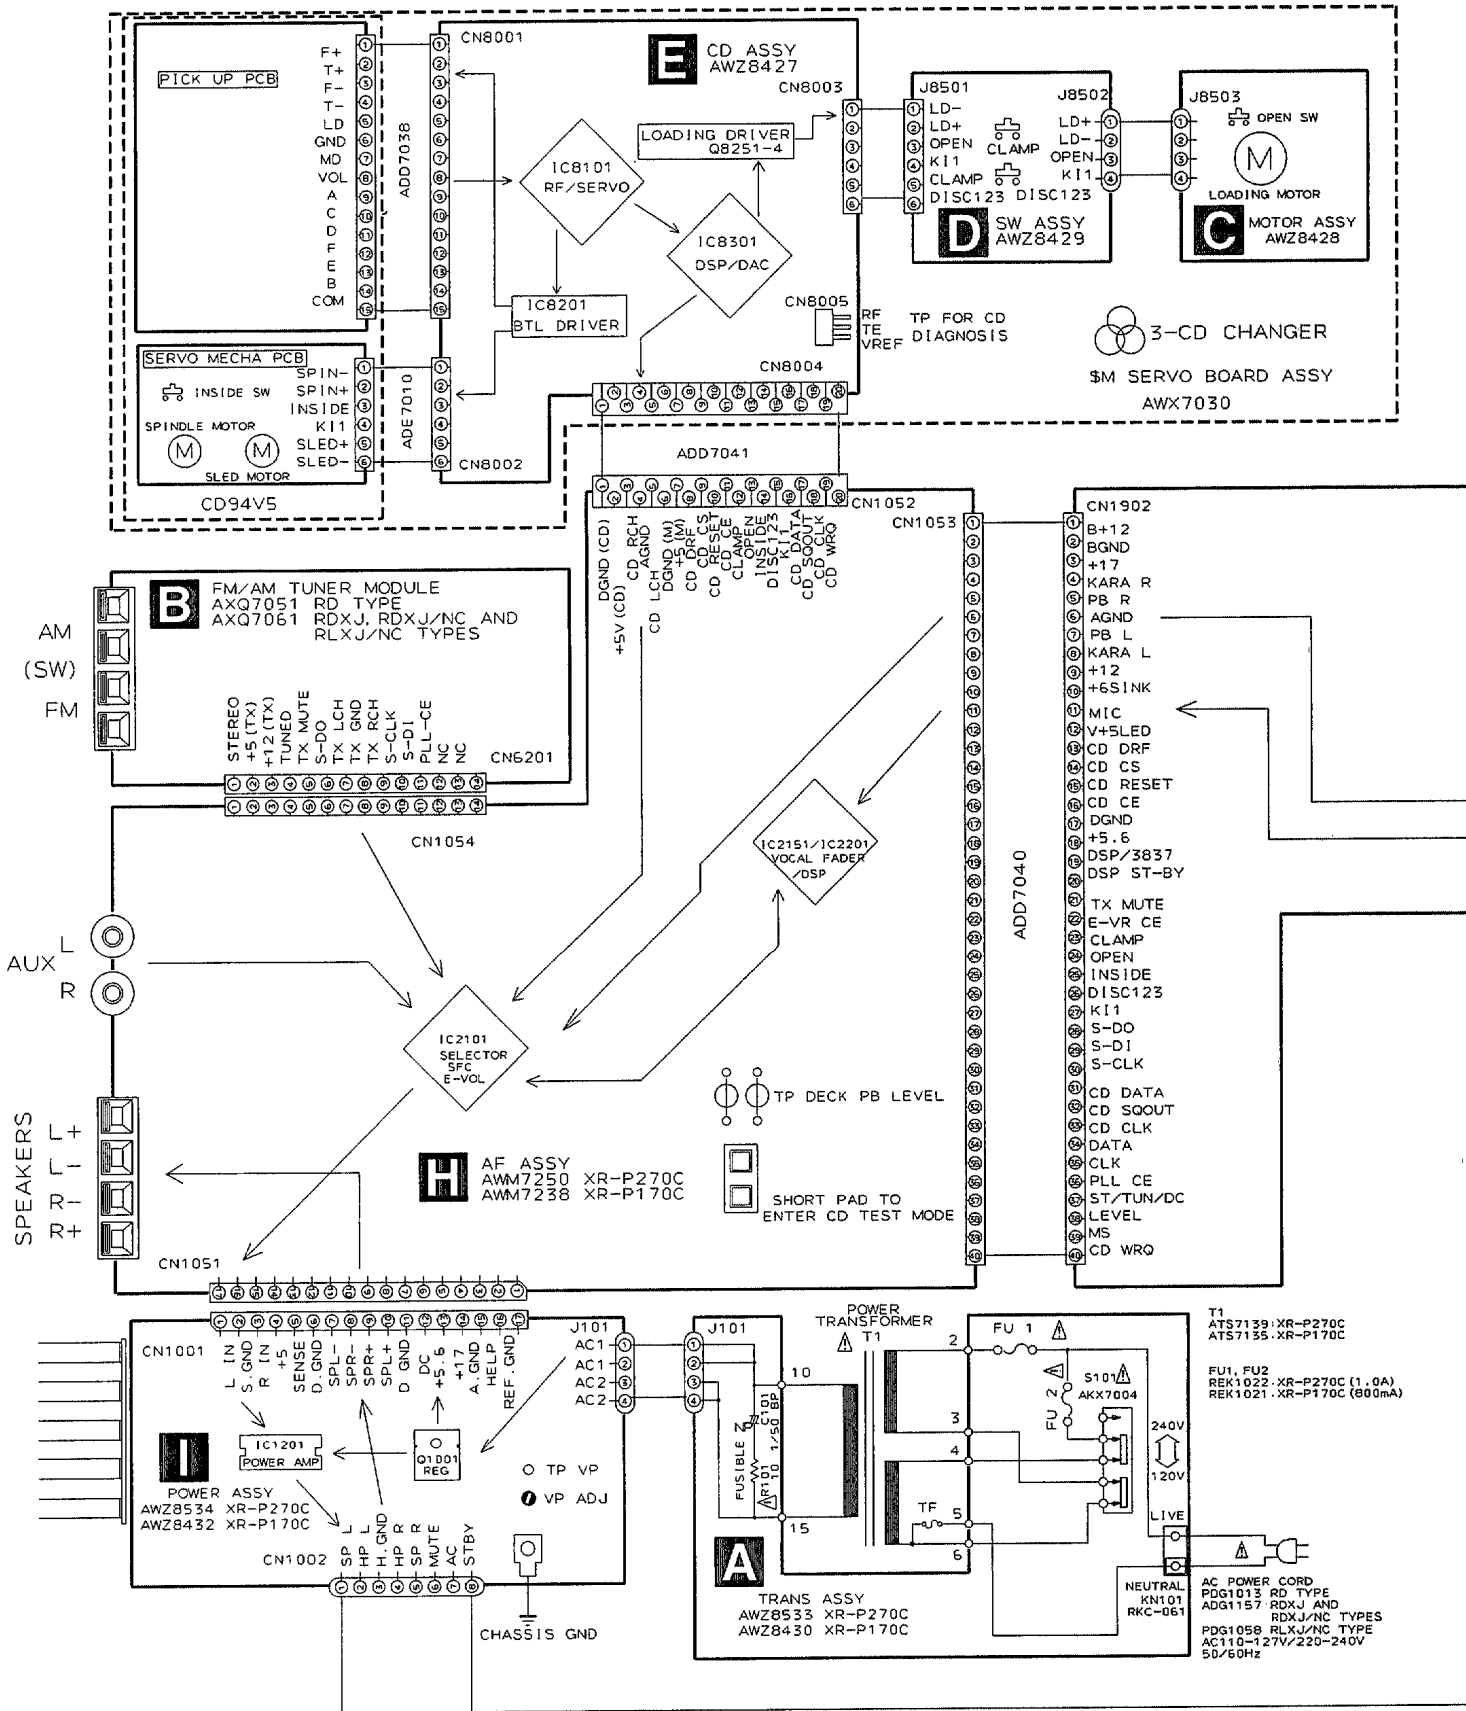 PICK UP PCB
F+
T+
F-
T-
LD
GND
MD
VOL
A
C
D
F
E
B
COM
ADD7038
CN8001
E
CD ASSY
AWZ8427
CN8003
IC8101
RF/SERVO
LOADING DRIVER
Q8251-4
IC8301
DSP/DAC
IC8201
BTL DRIVER
CN8005
RF
TE
VREF
TP FOR CD
DIAGNOSIS
CN8004
J8501
LD-
LD+
OPEN
KI1
CLAMP
DISC123
CLAMP
DISC123
J8502
LD+
LD-
OPEN
KI1
D
SW ASSY
AWZ8429
J8503
OPEN SW
M
LOADING MOTOR
C
MOTOR ASSY
AWZ8428
3-CD CHANGER
$M SERVO BOARD ASSY
AWX7030
SERVO MECHA PCB
INSIDE SW
SPINDLE MOTOR
M
M
SLED MOTOR
SPIN-
SPIN+
INSIDE
KI1
SLED+
SLED-
ADE7010
CN8002
CD94V5
ADD7041
CN1052
DGND (CD)
+5V (CD)
CD RCH
AGND
CD LCH
DGND (M)
+5 (M)
CD DRF
CD CS
CD RESET
CD CE
CLAMP
OPEN
INSIDE
DISC123
KI1
CD DATA
CD SQOUT
CD CLK
CD WRQ
CN1053
CN1902
B+12
BGND
+17
KARA R
PB R
AGND
PB L
KARA L
+12
+6SINK
MIC
V+5LED
CD DRF
CD CS
CD RESET
CD CE
DGND
+5.6
DSP/3837
DSP ST-BY
TX MUTE
E-VR CE
CLAMP
OPEN
INSIDE
DISC123
KI1
S-DO
S-DI
S-CLK
CD DATA
CD SQOUT
CD CLK
DATA
CLK
PLL CE
ST/TUN/DC
LEVEL
MS
CD WRQ
ADD7040
B
FM/AM TUNER MODULE
AXQ7051 RD TYPE
AXQ7061 RDXJ, RDXJ/NC AND
RLXJ/NC TYPES
AM
(SW)
FM
STEREO
+5 (TX)
+12 (TX)
TUNED
TX MUTE
S-DO
TX LCH
TX GND
TX RCH
S-CLK
S-DI
PLL-CE
NC
NC
CN6201
CN1054
IC2151/IC2201
VOCAL FADER
/DSP
AUX
L
R
IC2101
SELECTOR
SFC
E-VOL
TP DECK PB LEVEL
SHORT PAD TO
ENTER CD TEST MODE
H
AF ASSY
AWM7250 XR-P270C
AWM7238 XR-P170C
SPEAKERS
L+
L-
R-
R+
CN1051
CN1001
L IN
S.GND
R IN
+5
SENSE
D.GND
SPL-
SPR-
SPR+
SPL+
D GND
DC
+5.6
+17
A.GND
HELP
REF.GND
J101
AC1
AC1
AC2
AC2
I
IC1201
POWER AMP
Q1001
REG
TP VP
VP ADJ
POWER ASSY
AWZ8534 XR-P270C
AWZ8432 XR-P170C
CN1002
SP L
HP L
H.GND
HP R
SP R
MUTE
AC
STBY
CHASSIS GND
J101
POWER
TRANSFORMER
T1
10
15
2
3
4
5
6
C101
1/50 BP
FUSIBLE
R101
10
TF
FU 1
FU 2
S101
AKX7004
240V
120V
LIVE
NEUTRAL
KN101
RKC-061
A
TRANS ASSY
AWZ8533 XR-P270C
AWZ8430 XR-P170C
T1
ATS7139:XR-P270C
ATS7135:XR-P170C
FU1, FU2
REK1022:XR-P270C (1.0A)
REK1021:XR-P170C (800mA)
AC POWER CORD
PDG1013 RD TYPE
ADG1157 RDXJ AND
RDXJ/NC TYPES
PDG1058 RLXJ/NC TYPE
AC110-127V/220-240V
50/60Hz